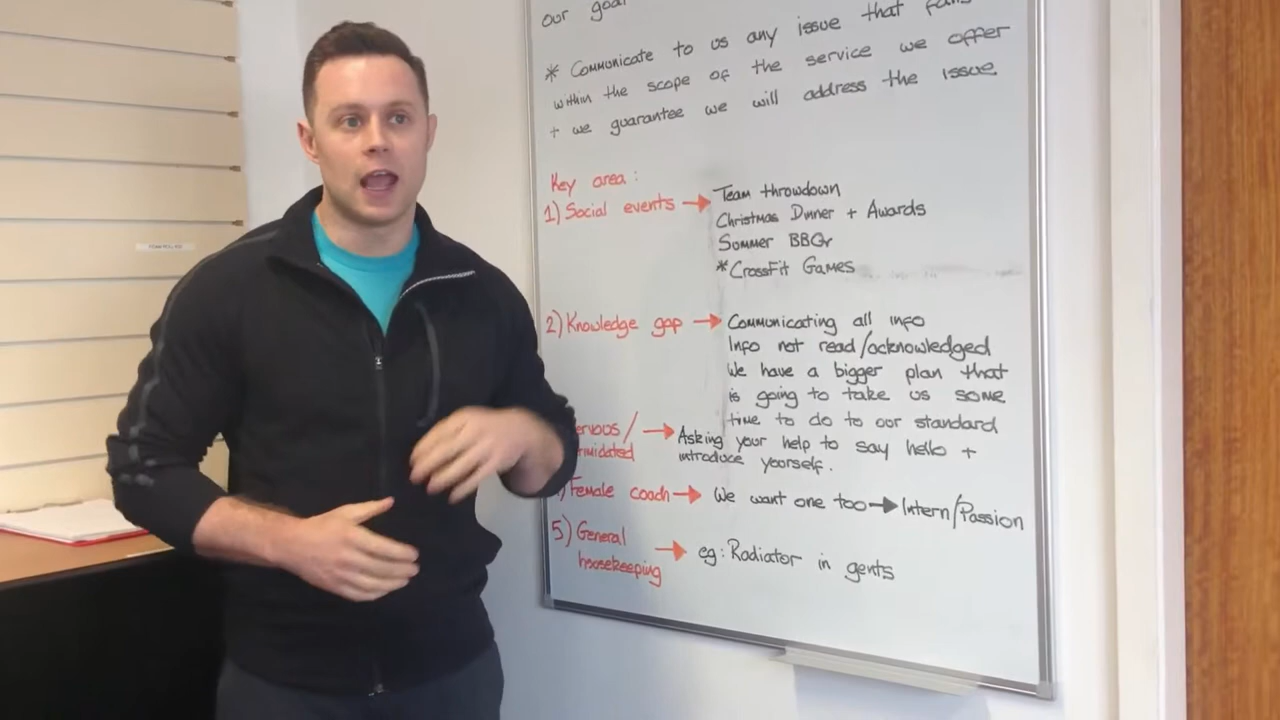 our goal
* Communicate to us any issue that falls
within the scope of the service we offer
+ we guarantee we will address the issue
Key area:
1) Social events → Team throwdown
Christmas Dinner + Awards
Summer BBQ
*CrossFit Games
2) Knowledge gap → Communicating all info
Info not read/acknowledged
We have a bigger plan that
is going to take us some
time to do to our standard
ervous/ → Asking your help to say hello +
timidated introduce yourself.
) Female coach → We want one too → Intern/Passion
5) General
housekeeping → eg: Radiator in gents